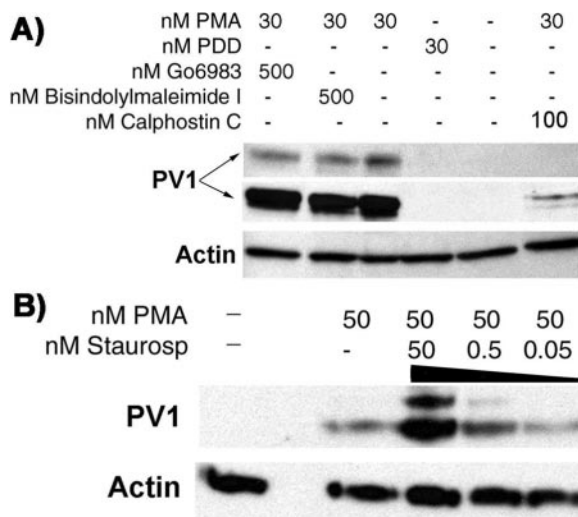 A)
nM PMA 30 30 30 - - 30
nM PDD - - - 30 - -
nM Go6983 500 - - - - -
nM Bisindolylmaleimide I - 500 - - - -
nM Calphostin C - - - - - 100
PV1
Actin
B)
nM PMA – 50 50 50 50
nM Staurosp – - 50 0.5 0.05
PV1
Actin